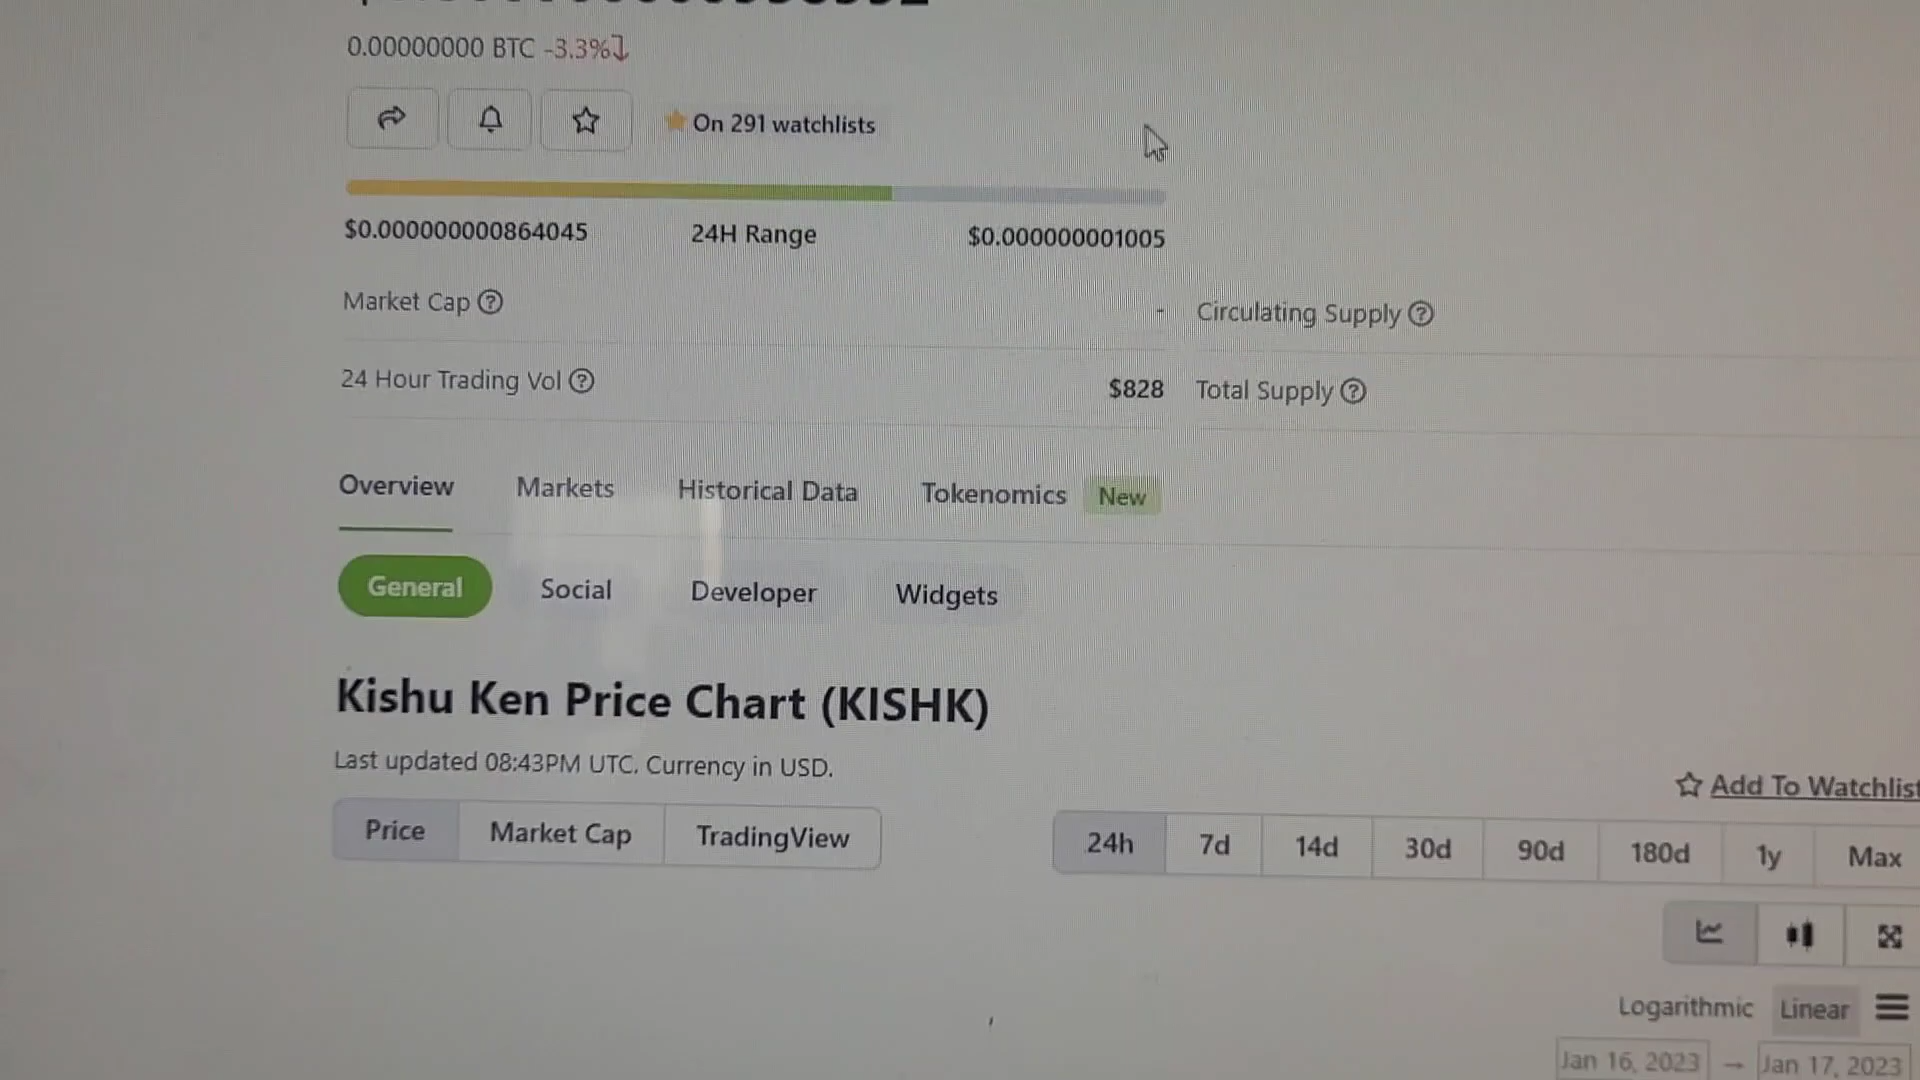 0.00000000 BTC -3.3%
On 291 watchlists
$0.000000000864045 24H Range $0.000000001005
Market Cap - Circulating Supply
24 Hour Trading Vol $828 Total Supply
Overview Markets Historical Data Tokenomics New
General Social Developer Widgets
Kishu Ken Price Chart (KISHK)
Last updated 08:43PM UTC. Currency in USD.
Add To Watchlist
Price Market Cap TradingView 24h 7d 14d 30d 90d 180d 1y Max
Logarithmic Linear
Jan 16, 2023 → Jan 17, 2023